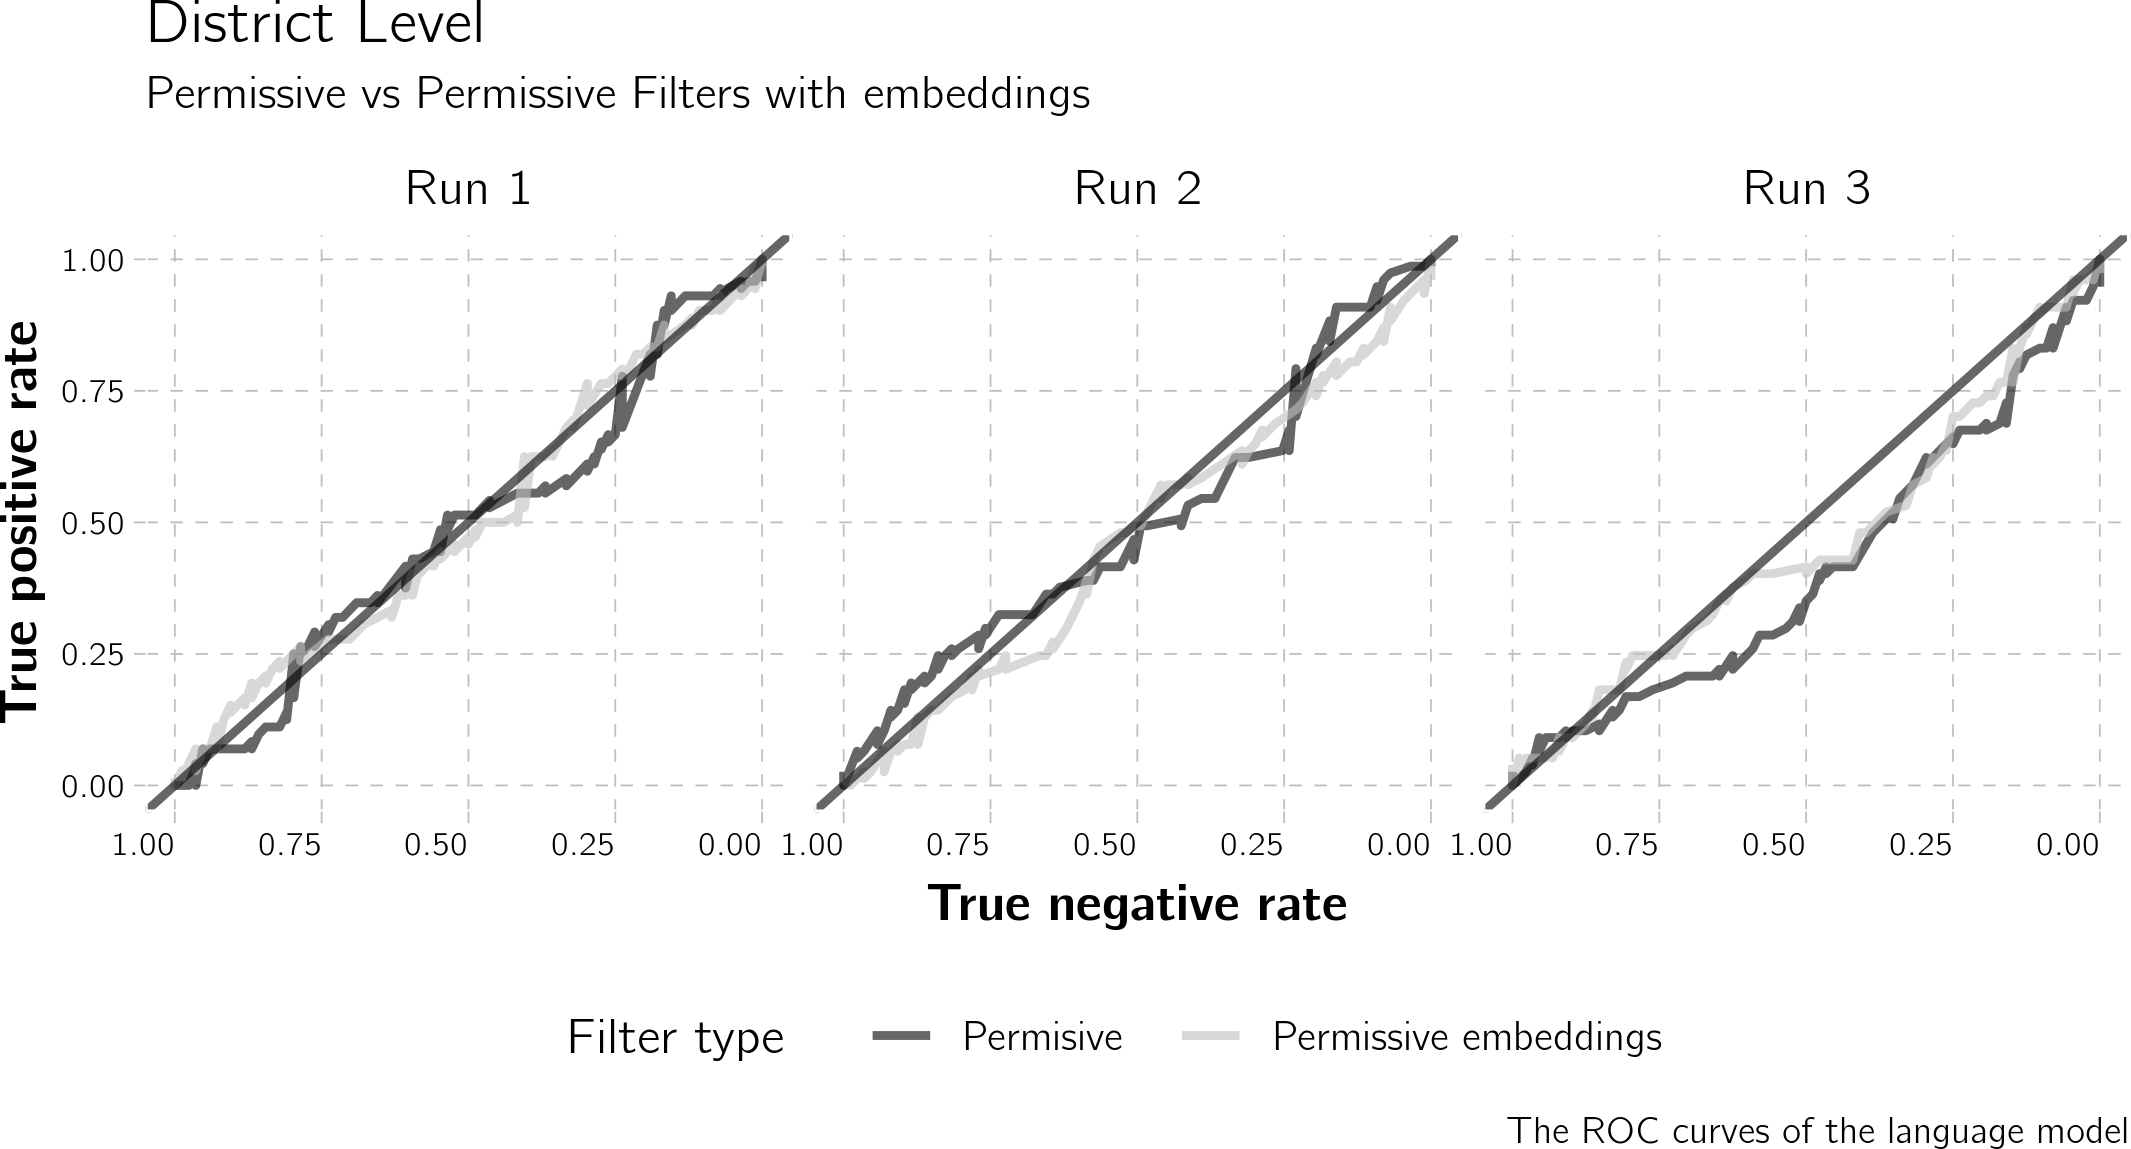 District Level
Permissive vs Permissive Filters with embeddings
Run 1
Run 2
Run 3
True positive rate
1.00
0.75
0.50
0.25
0.00
1.00 0.75 0.50 0.25 0.00
1.00 0.75 0.50 0.25 0.00
1.00 0.75 0.50 0.25 0.00
True negative rate
Filter type Permisive Permissive embeddings
The ROC curves of the language model